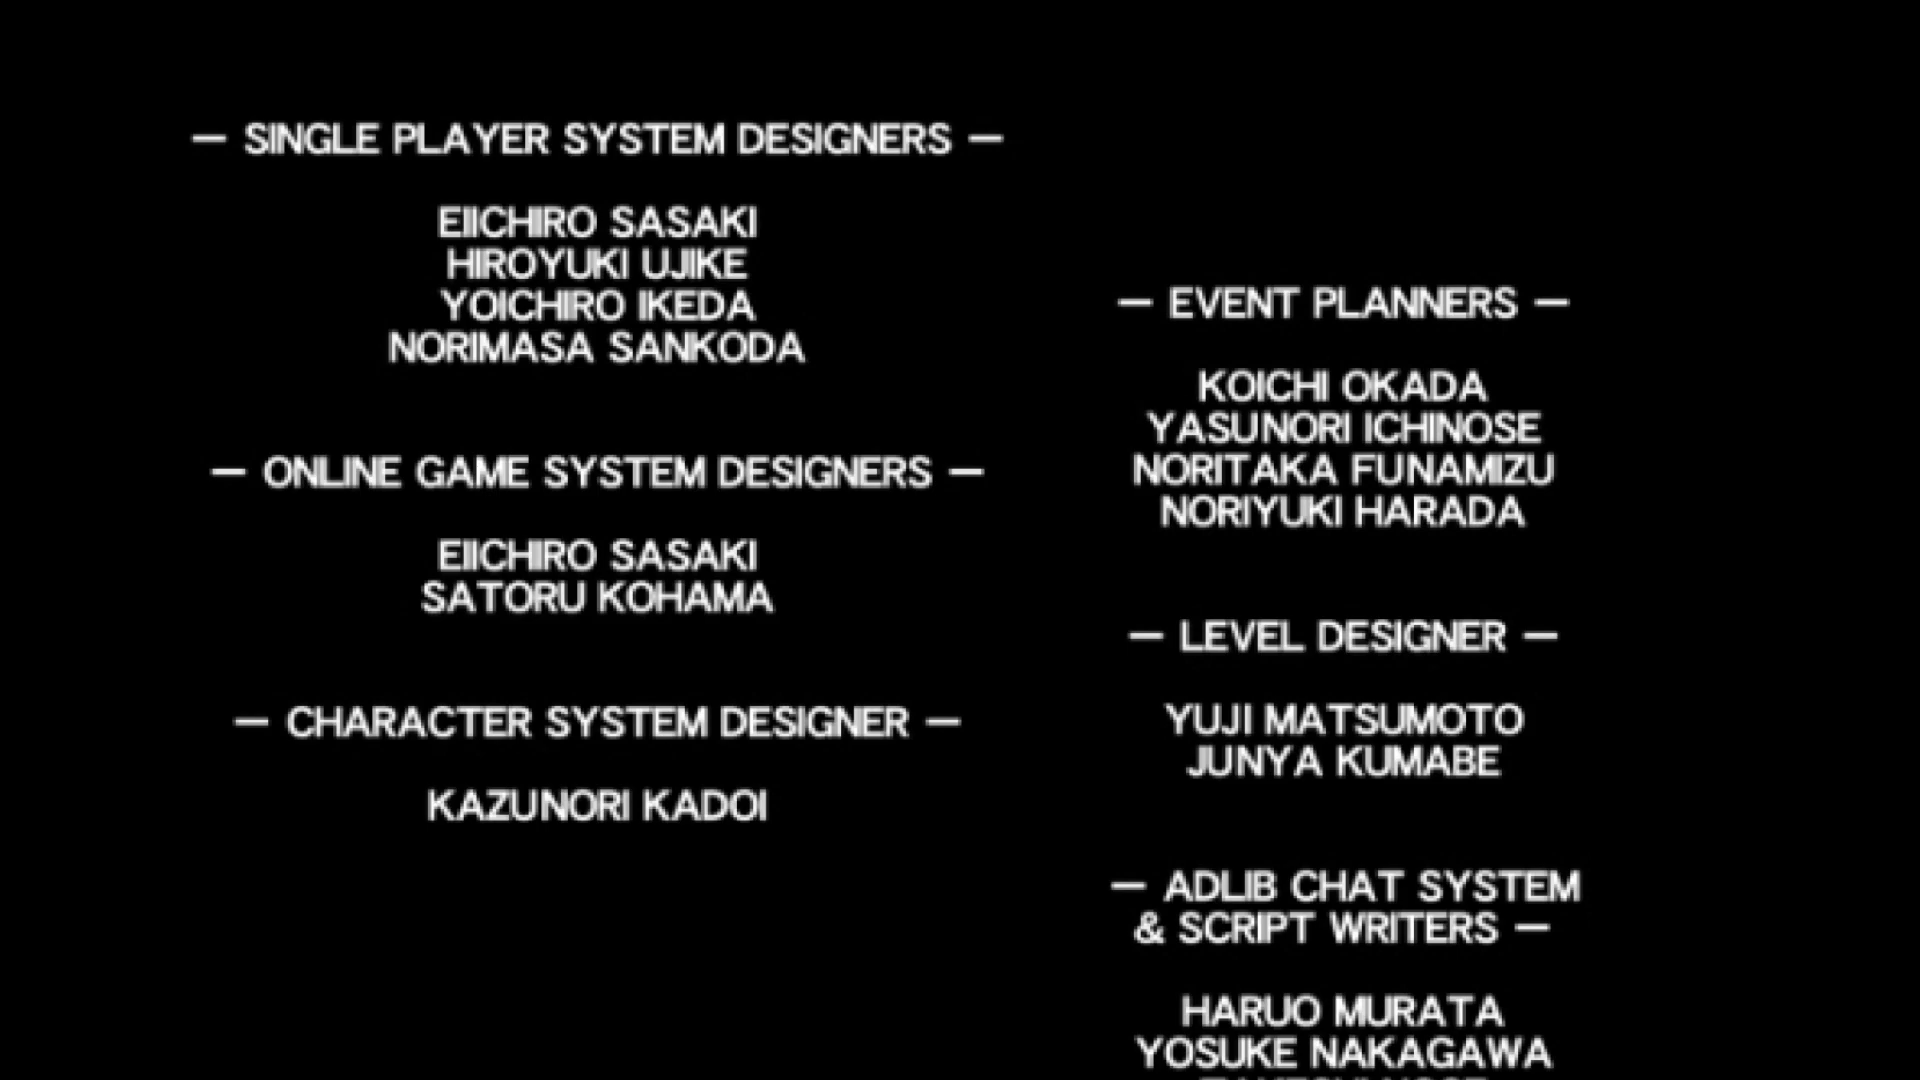 — SINGLE PLAYER SYSTEM DESIGNERS —
EIICHIRO SASAKI
HIROYUKI UJIKE
YOICHIRO IKEDA
NORIMASA SANKODA
— ONLINE GAME SYSTEM DESIGNERS —
EIICHIRO SASAKI
SATORU KOHAMA
— CHARACTER SYSTEM DESIGNER —
KAZUNORI KADOI
— EVENT PLANNERS —
KOICHI OKADA
YASUNORI ICHINOSE
NORITAKA FUNAMIZU
NORIYUKI HARADA
— LEVEL DESIGNER —
YUJI MATSUMOTO
JUNYA KUMABE
— ADLIB CHAT SYSTEM
& SCRIPT WRITERS —
HARUO MURATA
YOSUKE NAKAGAWA